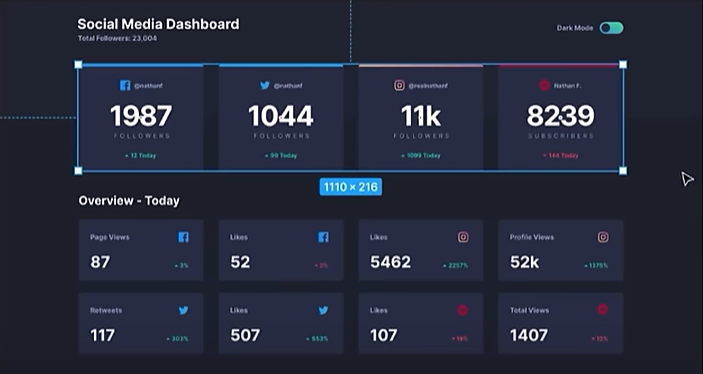 Social Media Dashboard
Total Followers: 23,004
Dark Mode
@nathanf
@nathanf
@realnathanf
Nathan F.
1987
1044
11k
8239
FOLLOWERS
FOLLOWERS
FOLLOWERS
SUBSCRIBERS
12 Today
99 Today
1099 Today
144 Today
1110 × 216
Overview - Today
Page Views
Likes
Likes
Profile Views
87
3%
52
2%
5462
2257%
52k
1375%
Retweets
Likes
Likes
Total Views
117
303%
507
553%
107
19%
1407
12%